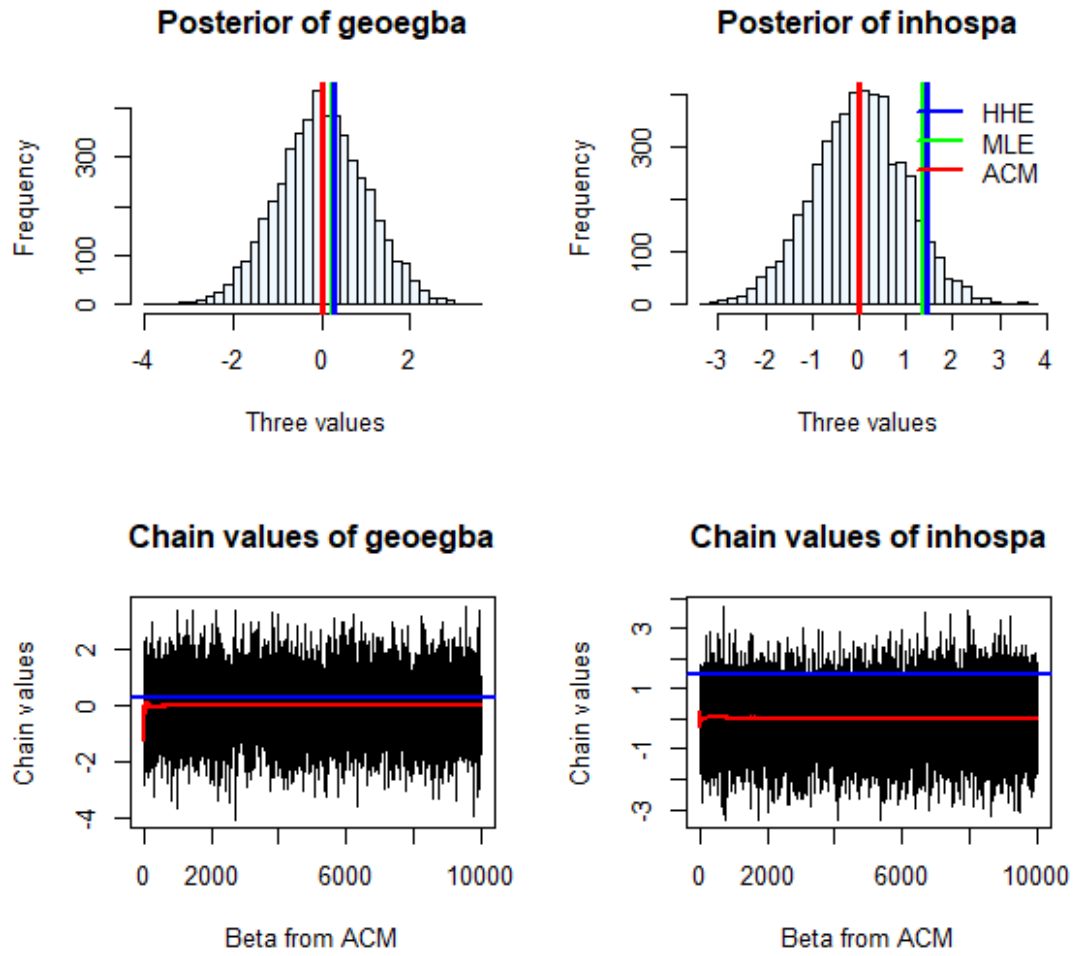 Posterior of geoegba
Frequency
0 100 300
-4 -2 0 2
Three values
Posterior of inhospa
Frequency
0 100 300
HHE
MLE
ACM
-3 -2 -1 0 1 2 3 4
Three values
Chain values of geoegba
Chain values
-4 -2 0 2
0 2000 6000 10000
Beta from ACM
Chain values of inhospa
Chain values
-3 -1 1 3
0 2000 6000 10000
Beta from ACM